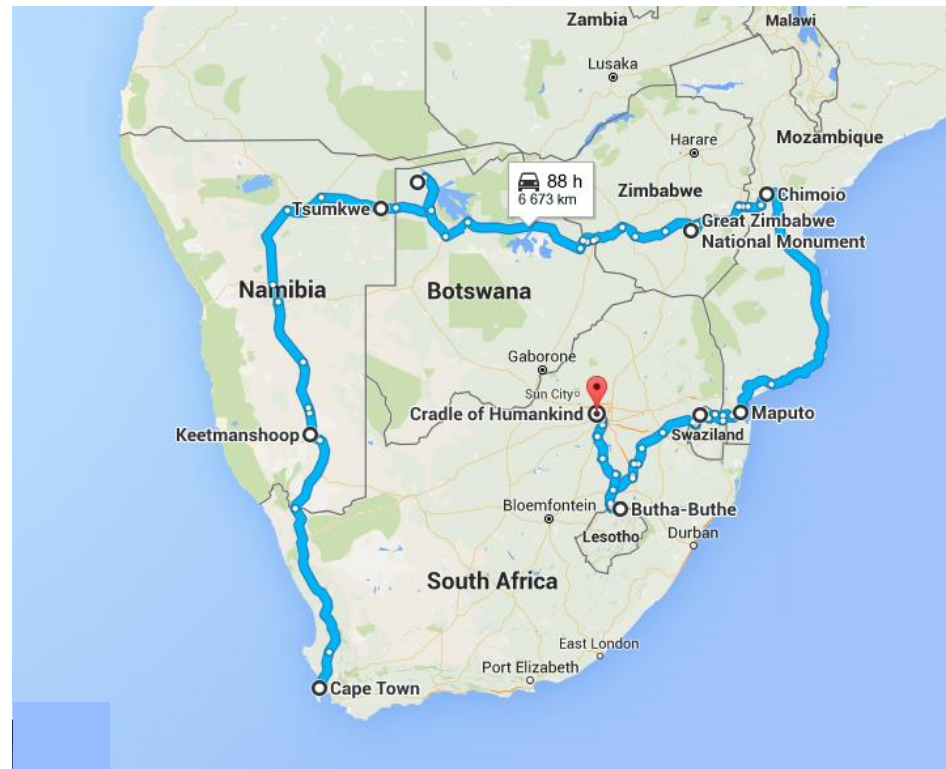 Zambia
Malawi
Lusaka
Harare
Mozambique
88 h
6 673 km
Zimbabwe
Chimoio
Tsumkwe
Great Zimbabwe
National Monument
Namibia
Botswana
Gaborone
Sun City
Cradle of Humankind
Maputo
Keetmanshoop
Swaziland
Bloemfontein
Butha-Buthe
Lesotho
Durban
South Africa
East London
Port Elizabeth
Cape Town